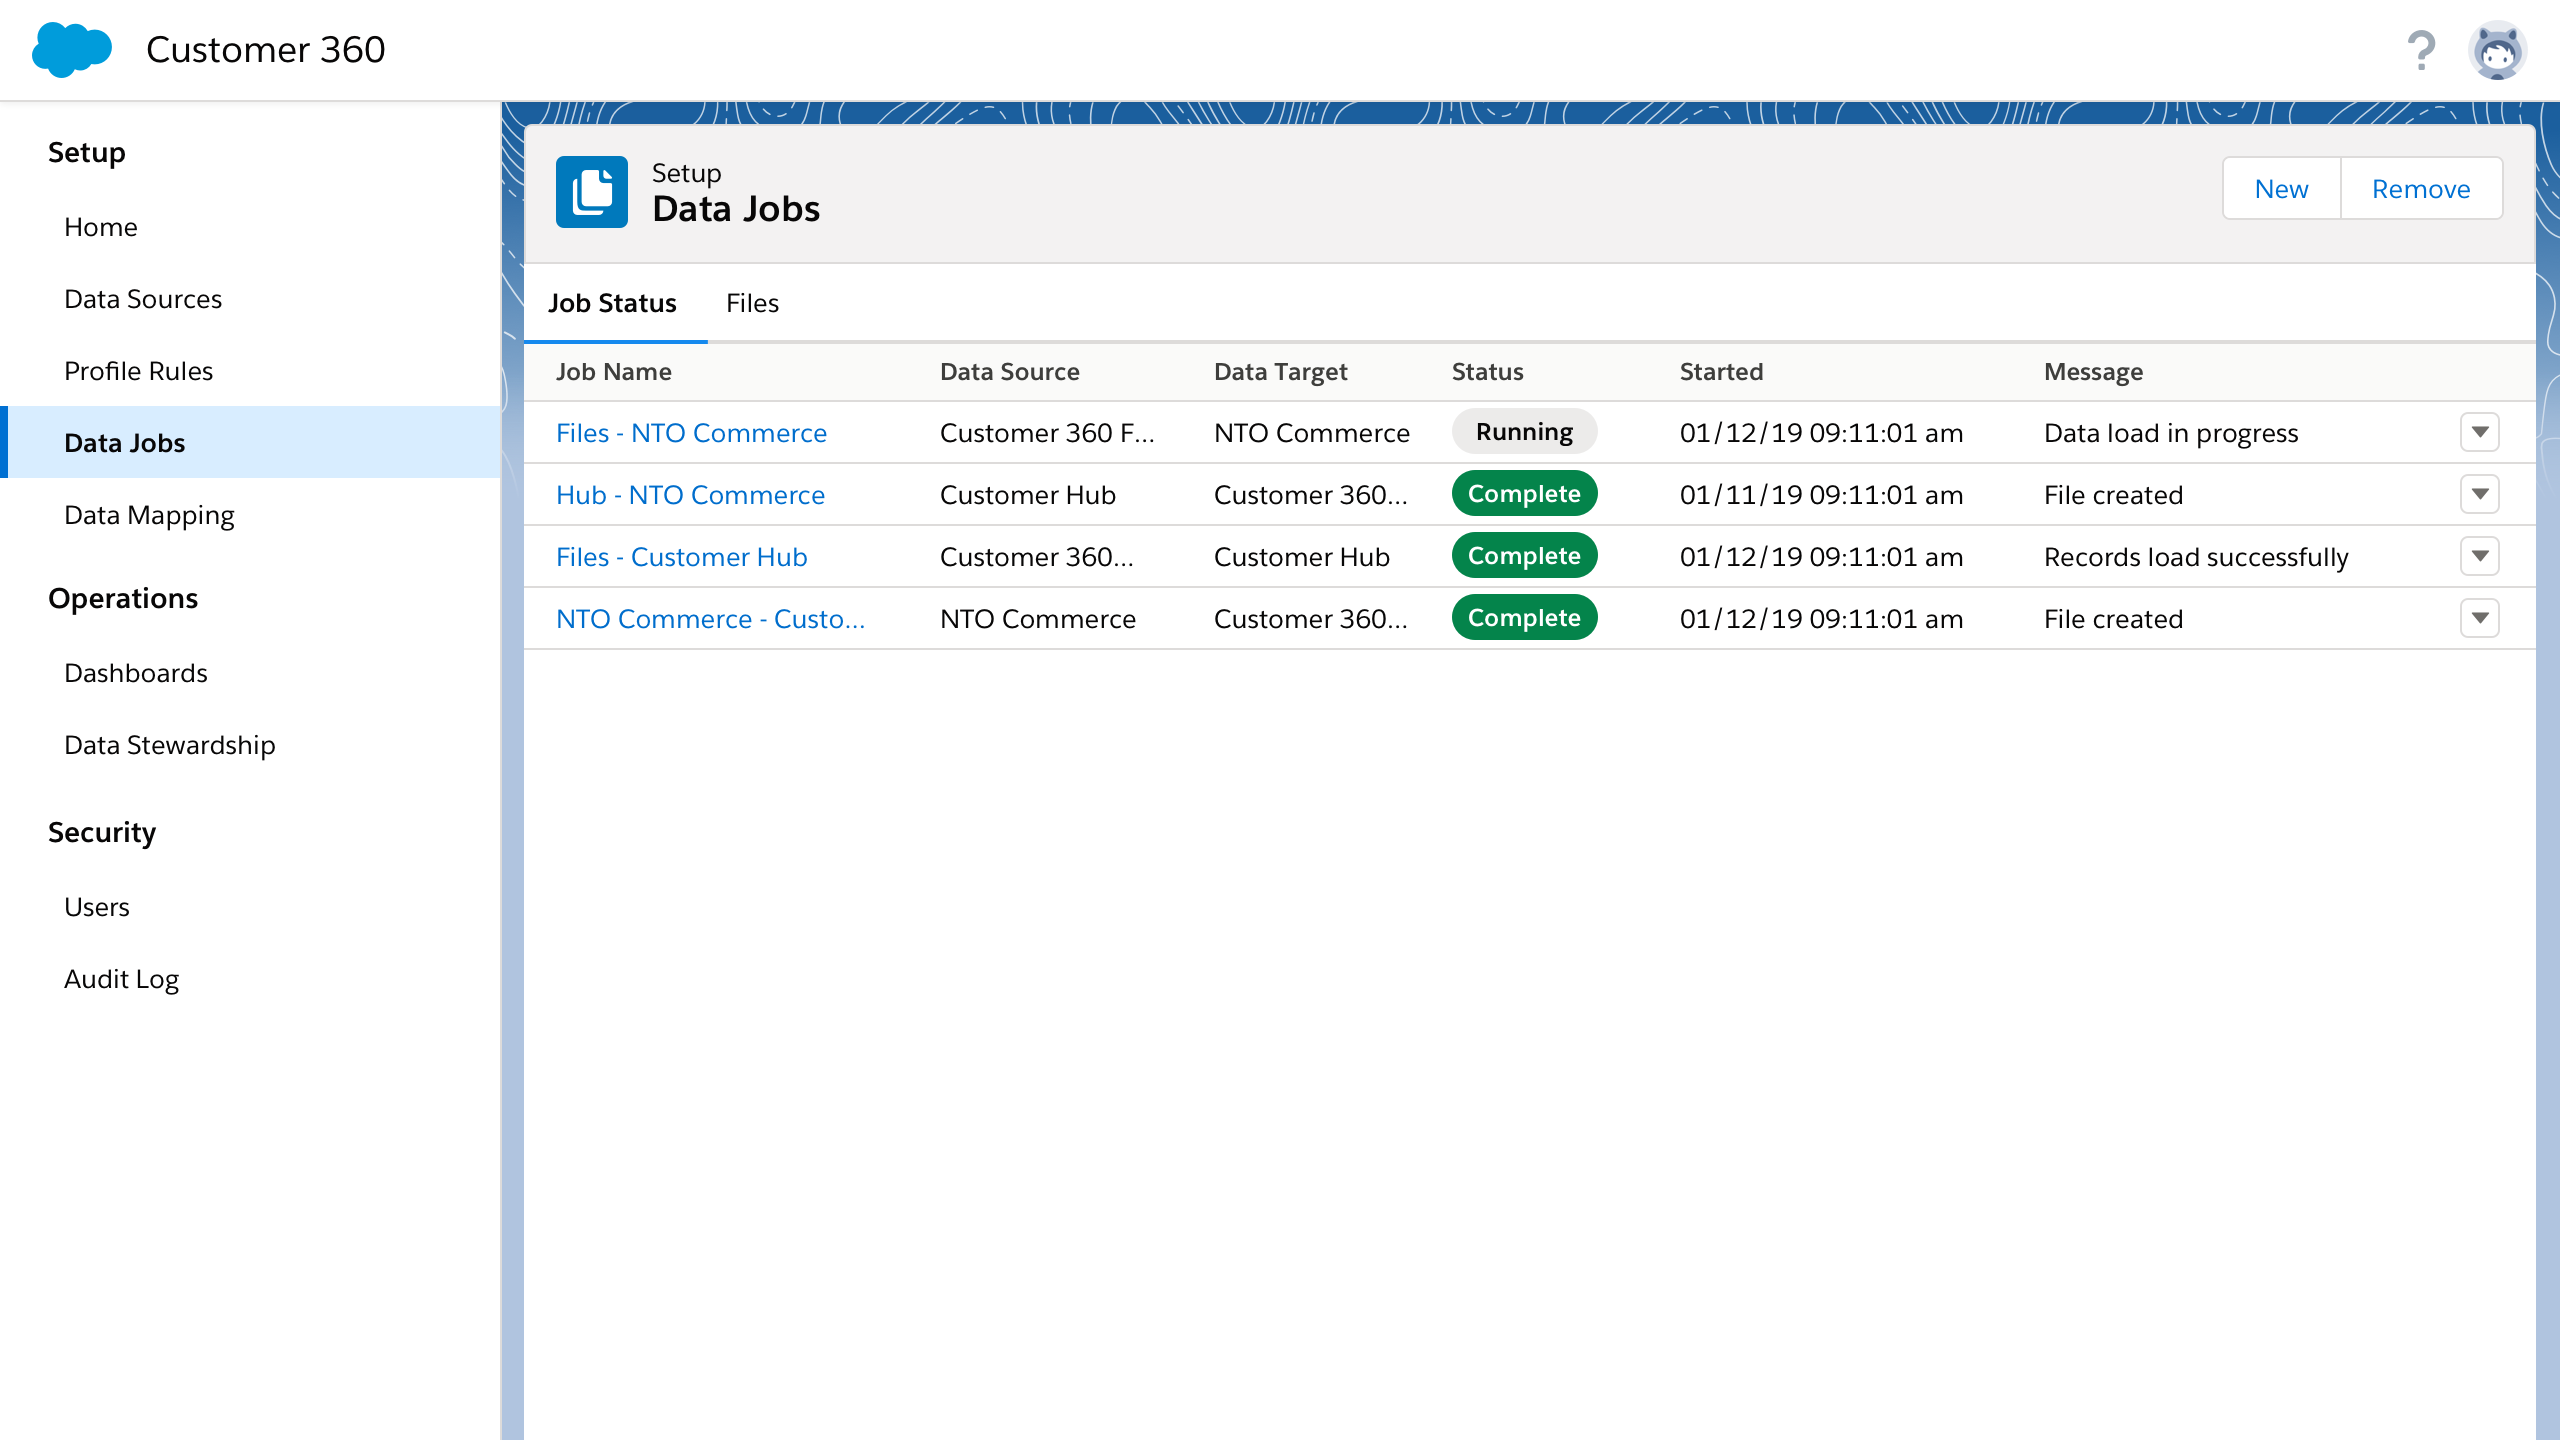 Customer 360
?
Setup
Home
Data Sources
Profile Rules
Data Jobs
Data Mapping
Operations
Dashboards
Data Stewardship
Security
Users
Audit Log
Setup
Data Jobs
New Remove
Job Status Files
Job Name Data Source Data Target Status Started Message
Files - NTO Commerce Customer 360 F... NTO Commerce Running 01/12/19 09:11:01 am Data load in progress
Hub - NTO Commerce Customer Hub Customer 360... Complete 01/11/19 09:11:01 am File created
Files - Customer Hub Customer 360... Customer Hub Complete 01/12/19 09:11:01 am Records load successfully
NTO Commerce - Custo... NTO Commerce Customer 360... Complete 01/12/19 09:11:01 am File created